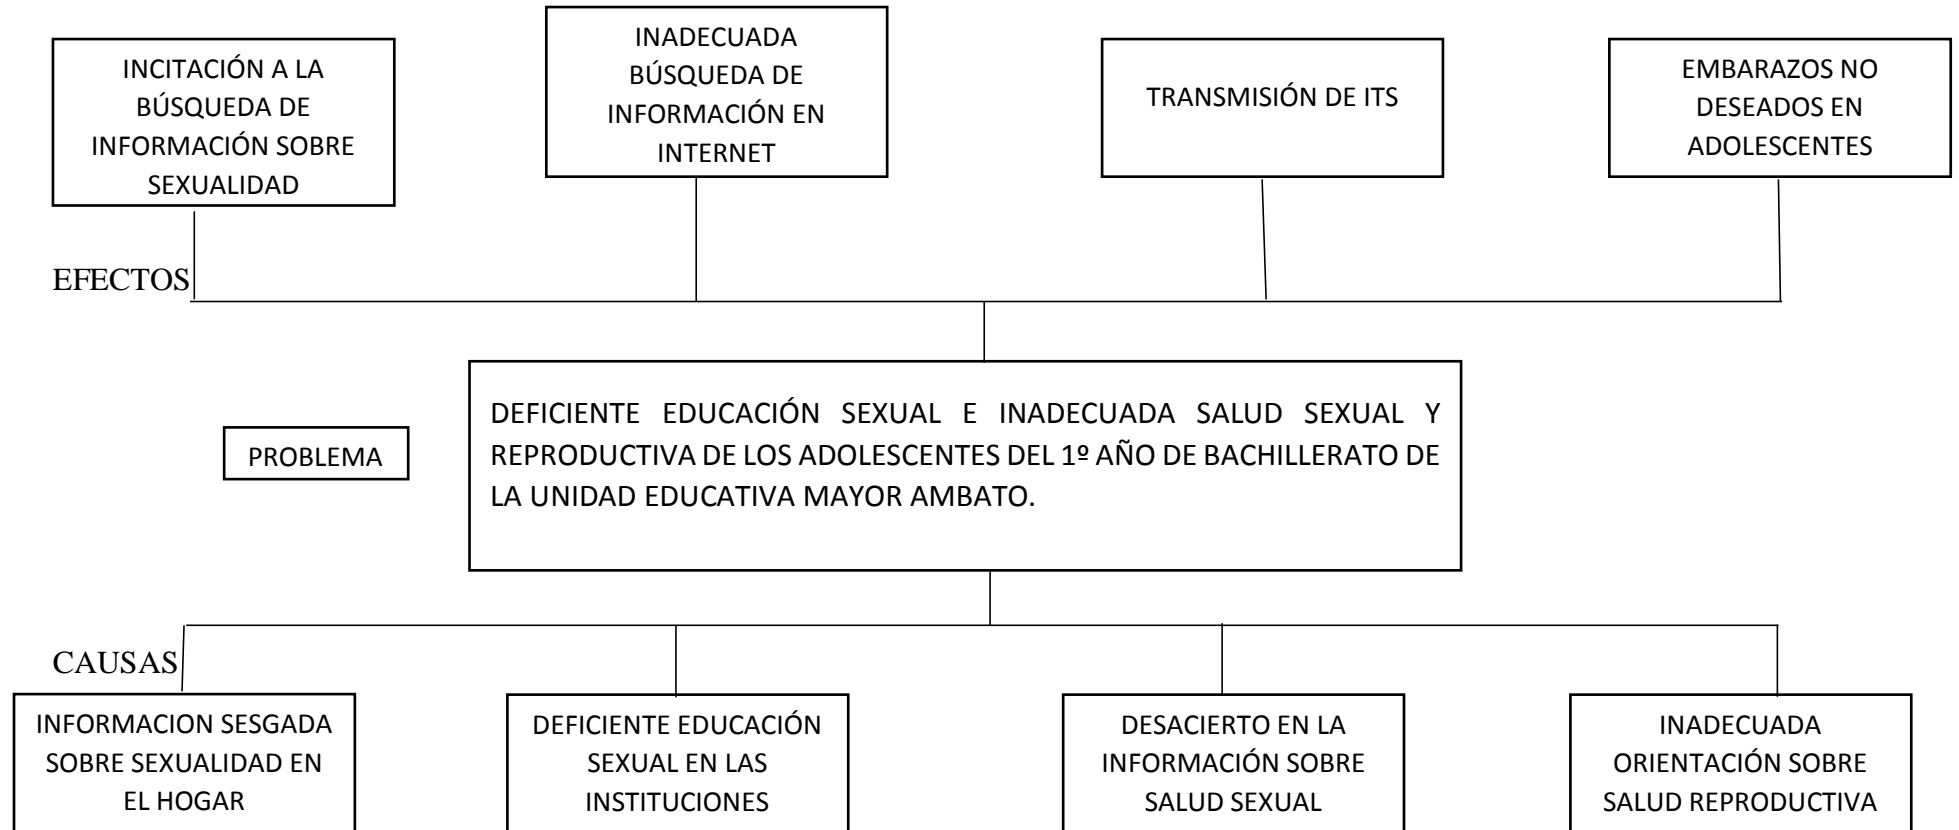 INCITACIÓN A LA
BÚSQUEDA DE
INFORMACIÓN SOBRE
SEXUALIDAD
INADECUADA
BÚSQUEDA DE
INFORMACIÓN EN
INTERNET
TRANSMISIÓN DE ITS
EMBARAZOS NO
DESEADOS EN
ADOLESCENTES
EFECTOS
PROBLEMA
DEFICIENTE EDUCACIÓN SEXUAL E INADECUADA SALUD SEXUAL Y
REPRODUCTIVA DE LOS ADOLESCENTES DEL 1º AÑO DE BACHILLERATO DE
LA UNIDAD EDUCATIVA MAYOR AMBATO.
CAUSAS
INFORMACION SESGADA
SOBRE SEXUALIDAD EN
EL HOGAR
DEFICIENTE EDUCACIÓN
SEXUAL EN LAS
INSTITUCIONES
DESACIERTO EN LA
INFORMACIÓN SOBRE
SALUD SEXUAL
INADECUADA
ORIENTACIÓN SOBRE
SALUD REPRODUCTIVA